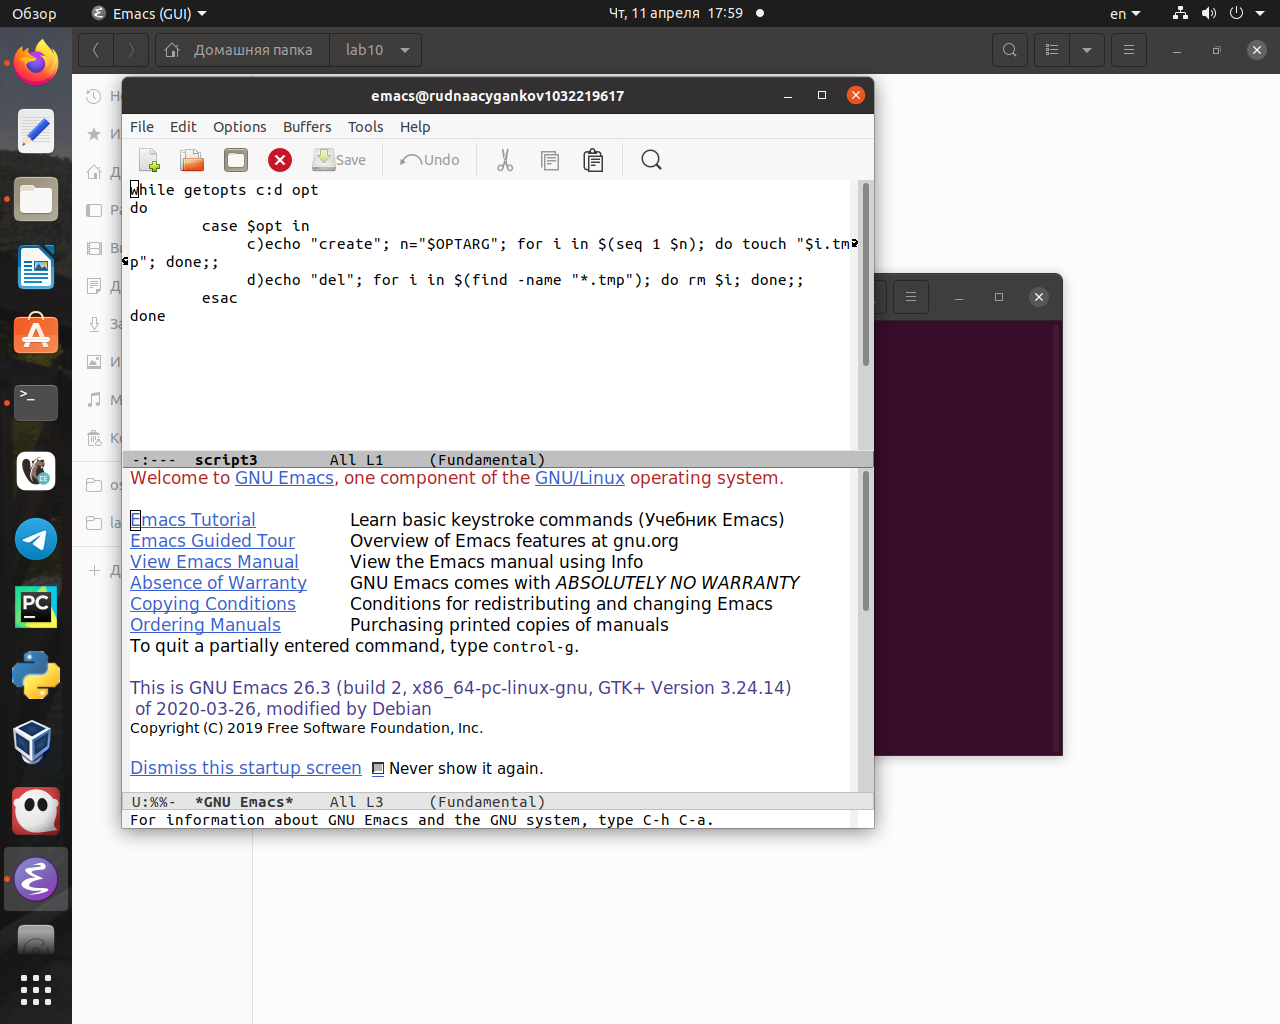 Обзор
Emacs (GUI)
Чт, 11 апреля 17:59
en
Домашняя папка
lab10
emacs@rudnaacygankov1032219617
File Edit Options Buffers Tools Help
Save
Undo
while getopts c:d opt
do
case $opt in
c)echo "create"; n="$OPTARG"; for i in $(seq 1 $n); do touch "$i.tm
p"; done;;
d)echo "del"; for i in $(find -name "*.tmp"); do rm $i; done;;
esac
done
-:--- script3 All L1 (Fundamental)
Welcome to GNU Emacs, one component of the GNU/Linux operating system.
Emacs Tutorial Learn basic keystroke commands (Учебник Emacs)
Emacs Guided Tour Overview of Emacs features at gnu.org
View Emacs Manual View the Emacs manual using Info
Absence of Warranty GNU Emacs comes with ABSOLUTELY NO WARRANTY
Copying Conditions Conditions for redistributing and changing Emacs
Ordering Manuals Purchasing printed copies of manuals
To quit a partially entered command, type Control-g.
This is GNU Emacs 26.3 (build 2, x86_64-pc-linux-gnu, GTK+ Version 3.24.14)
of 2020-03-26, modified by Debian
Copyright (C) 2019 Free Software Foundation, Inc.
Dismiss this startup screen Never show it again.
U:%%- *GNU Emacs* All L3 (Fundamental)
For information about GNU Emacs and the GNU system, type C-h C-a.
>_
CE
PC